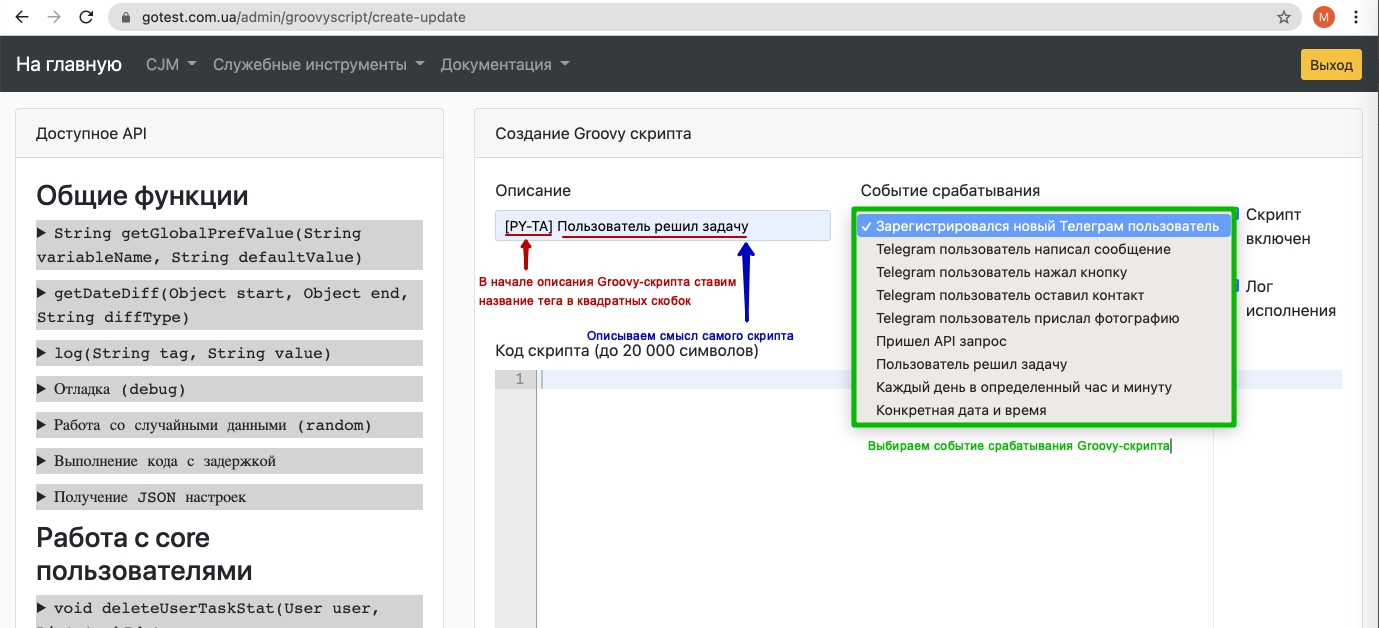 gotest.com.ua/admin/groovyscript/create-update
M
На главную CJM Служебные инструменты Документация Выход
Доступное API
Общие функции
String getGlobalPrefValue(String
variableName, String defaultValue)
getDateDiff(Object start, Object end,
String diffType)
log(String tag, String value)
Отладка (debug)
Работа со случайными данными (random)
Выполнение кода с задержкой
Получение JSON настроек
Работа с core
пользователями
void deleteUserTaskStat(User user,
Создание Groovy скрипта
Описание
[PY-TA] Пользователь решил задачу
В начале описания Groovy-скрипта ставим
название тега в квадратных скобок
Описываем смысл самого скрипта
Код скрипта (до 20 000 символов)
1
Событие срабатывания
✓ Зарегистрировался новый Телеграм пользователь
Telegram пользователь написал сообщение
Telegram пользователь нажал кнопку
Telegram пользователь оставил контакт
Telegram пользователь прислал фотографию
Пришел API запрос
Пользователь решил задачу
Каждый день в определенный час и минуту
Конкретная дата и время
Выбираем событие срабатывания Groovy-скрипта
Скрипт
включен
Лог
исполнения